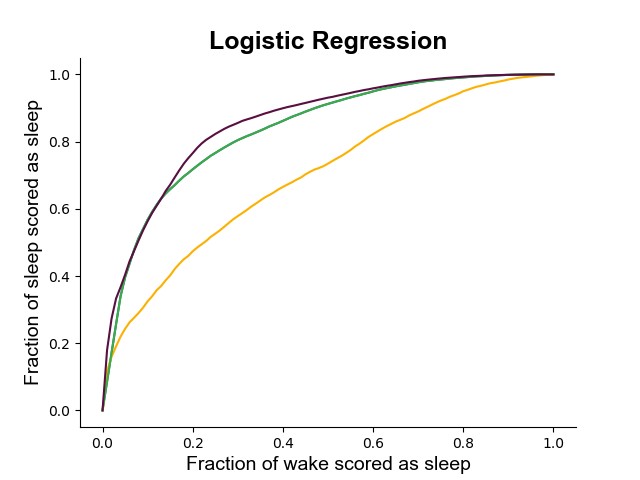 Logistic Regression
1.0
0.8
0.6
0.4
0.2
0.0
Fraction of sleep scored as sleep
0.0 0.2 0.4 0.6 0.8 1.0
Fraction of wake scored as sleep